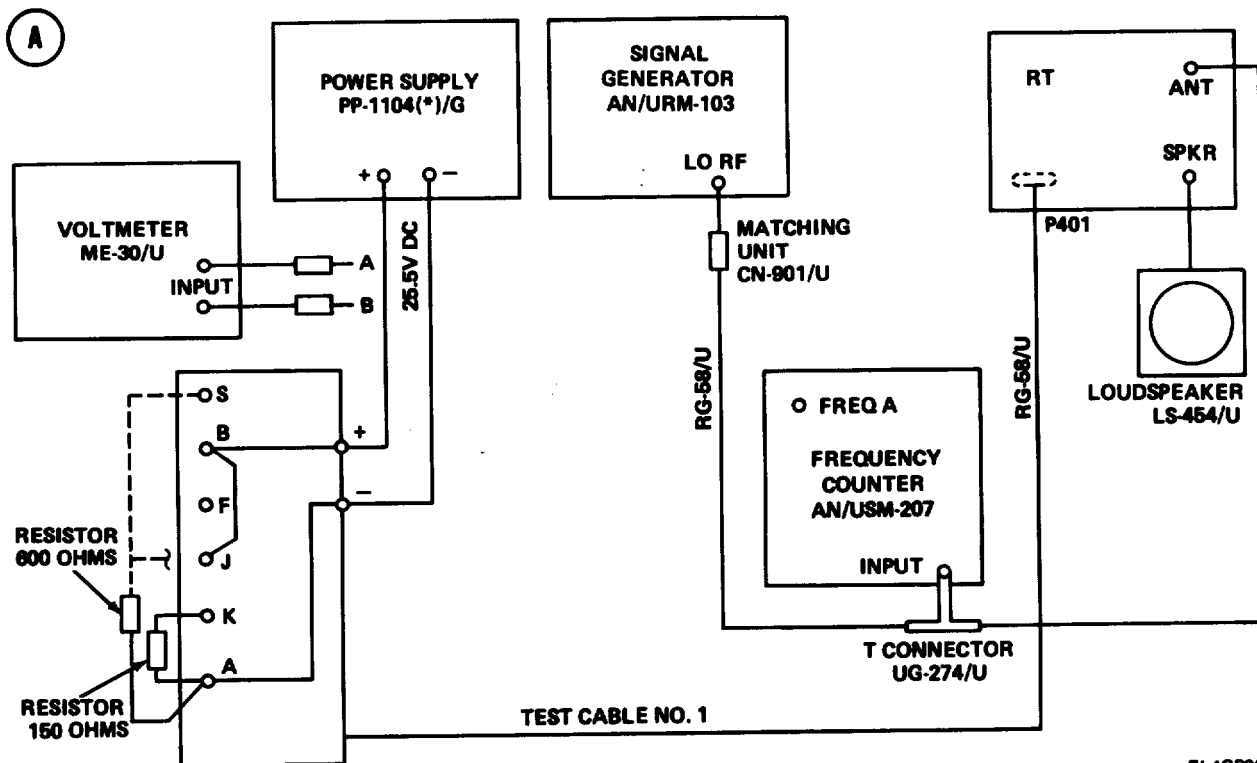 A
POWER SUPPLY
PP-1104(*)/G
+
−
SIGNAL
GENERATOR
AN/URM-103
LO RF
RT
ANT
SPKR
P401
VOLTMETER
ME-30/U
INPUT
A
B
25.5V DC
MATCHING
UNIT
CN-901/U
RG-58/U
RG-58/U
LOUDSPEAKER
LS-454/U
S
B
F
J
K
A
+
−
FREQ A
FREQUENCY
COUNTER
AN/USM-207
INPUT
RESISTOR
600 OHMS
RESISTOR
150 OHMS
T CONNECTOR
UG-274/U
TEST CABLE NO. 1